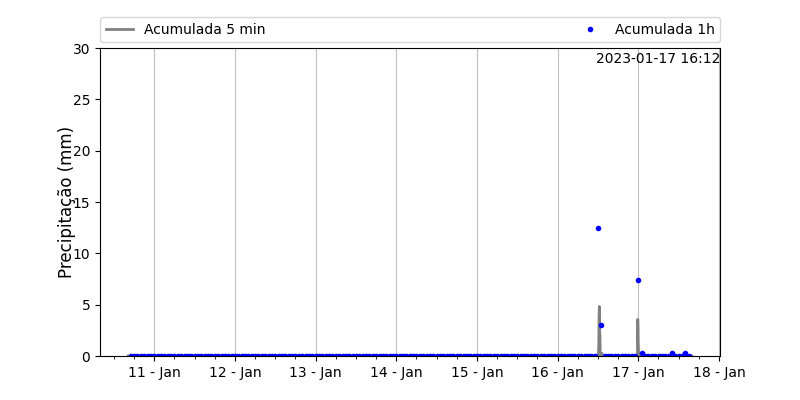 Acumulada 5 min
Acumulada 1h
2023-01-17 16:12
Precipitação (mm)
30
25
20
15
10
5
0
11 - Jan
12 - Jan
13 - Jan
14 - Jan
15 - Jan
16 - Jan
17 - Jan
18 - Jan